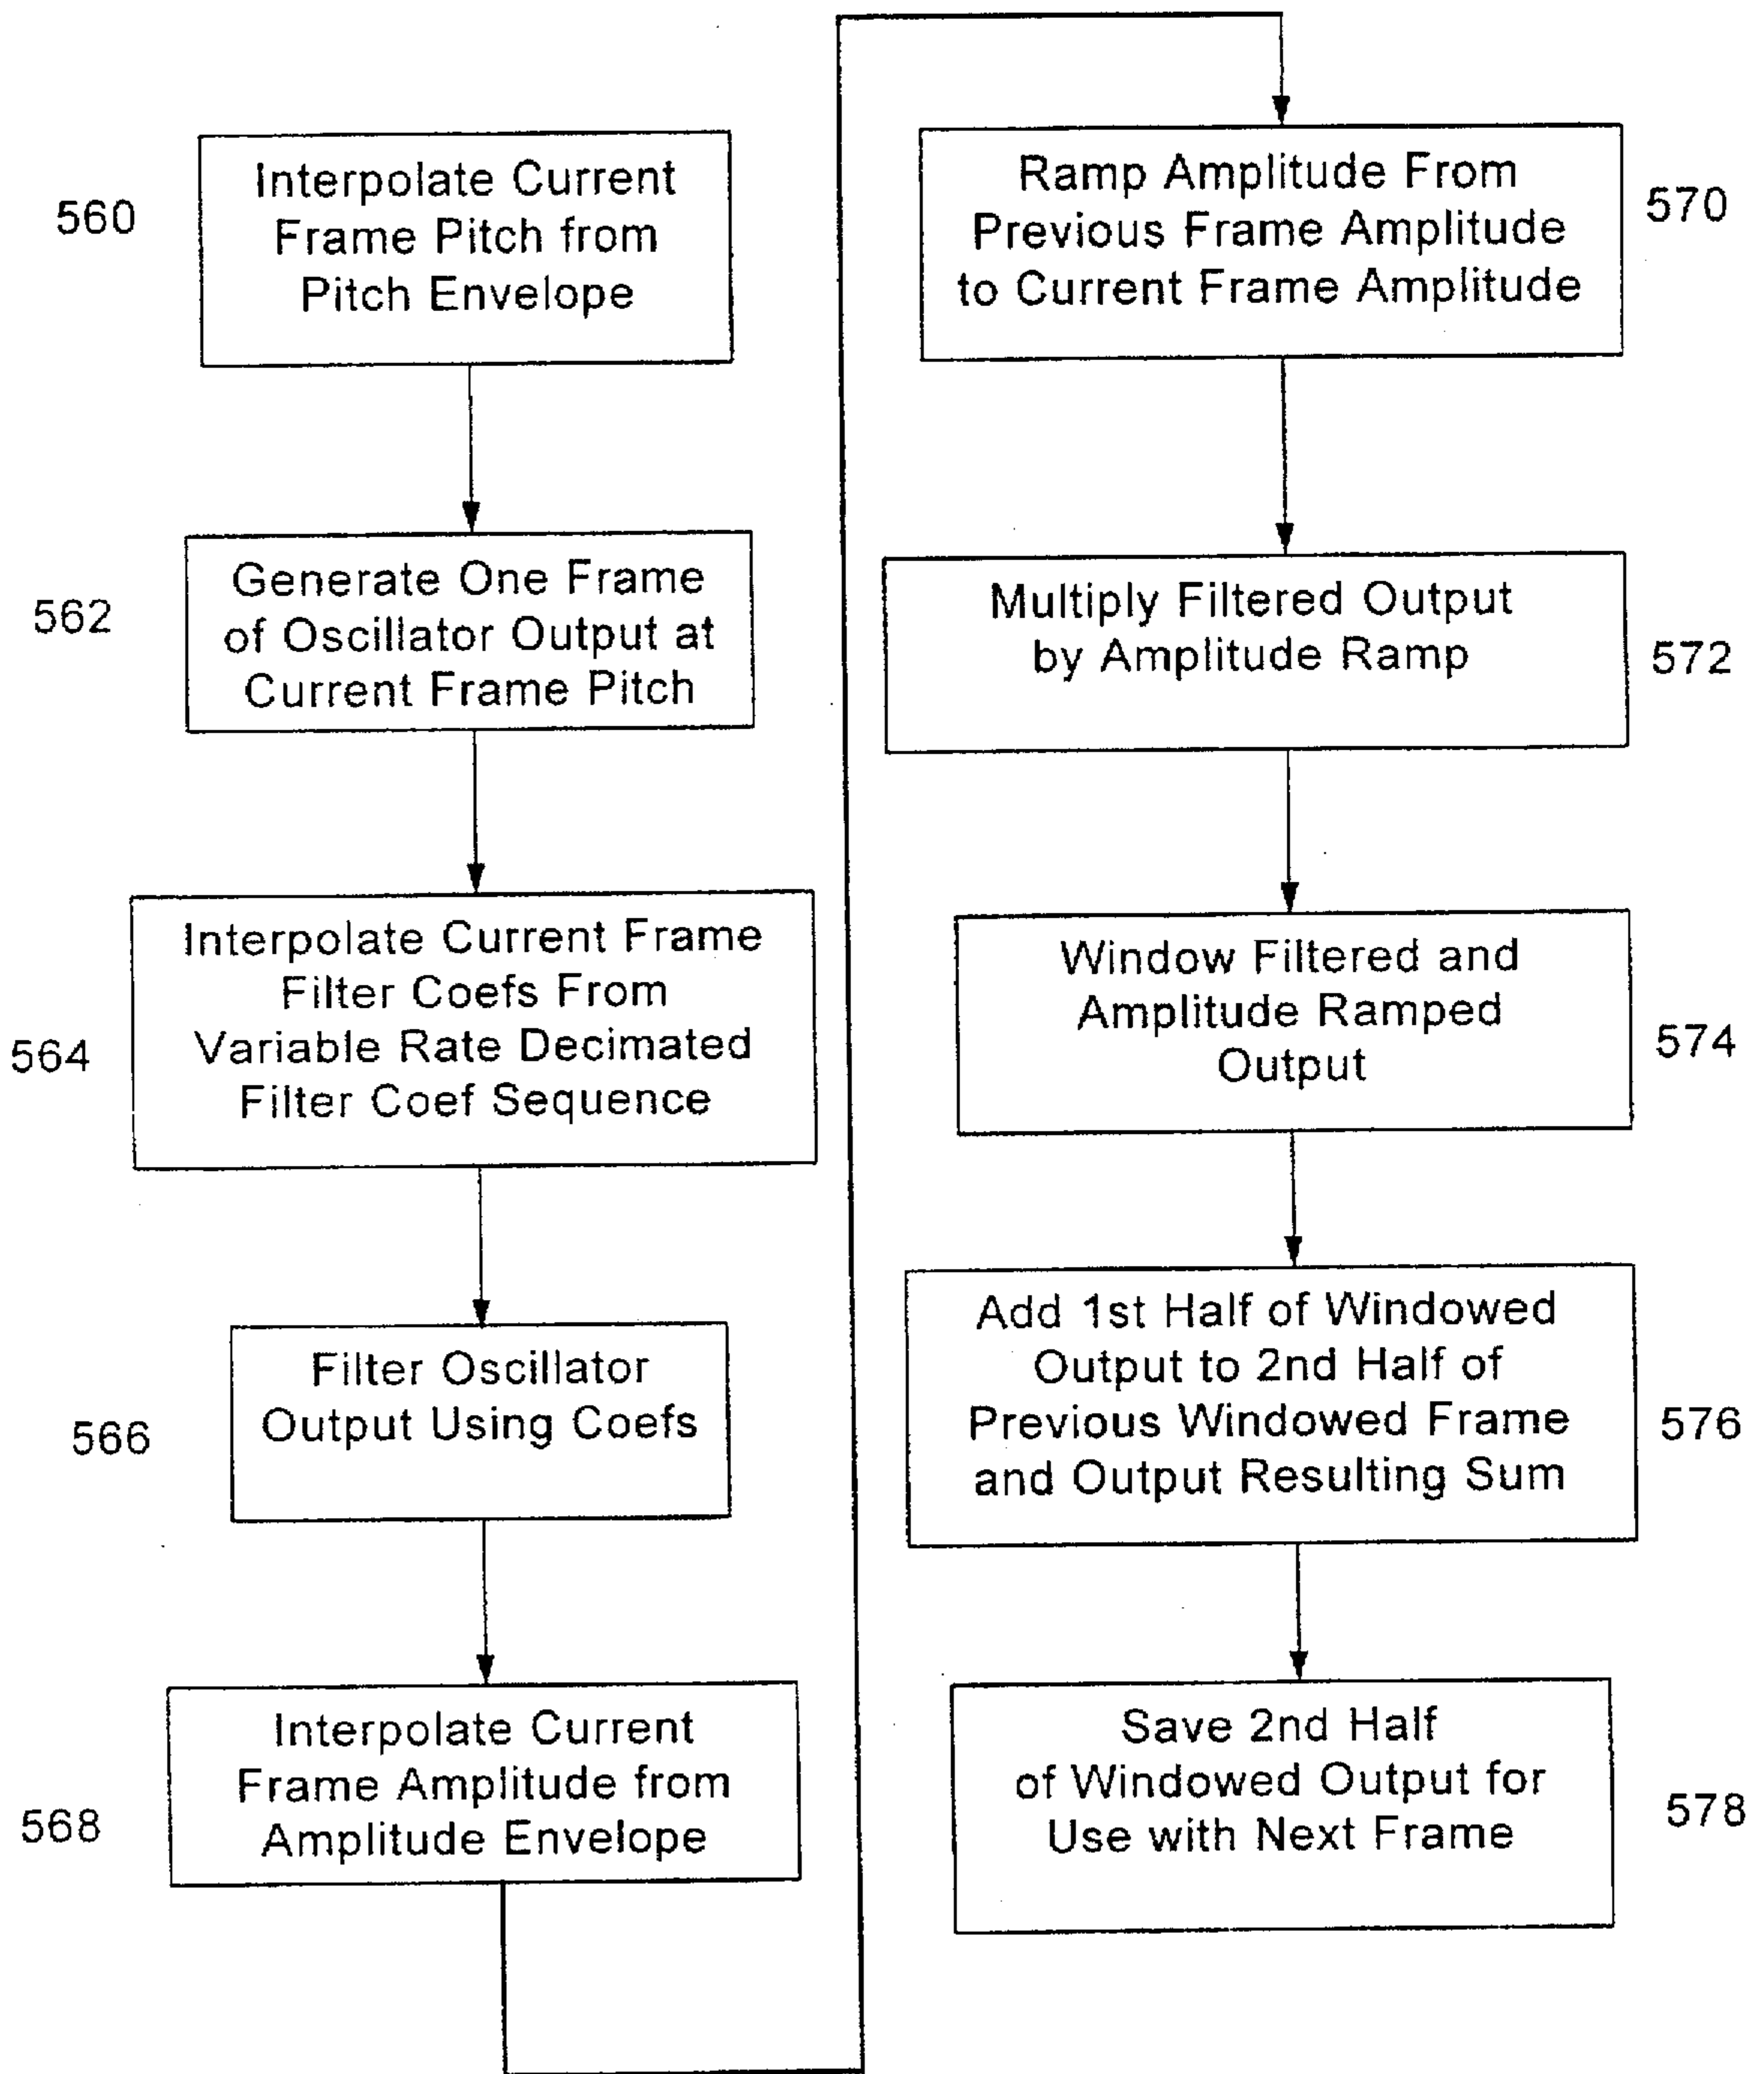 560
Interpolate Current
Frame Pitch from
Pitch Envelope
562
Generate One Frame
of Oscillator Output at
Current Frame Pitch
564
Interpolate Current Frame
Filter Coefs From
Variable Rate Decimated
Filter Coef Sequence
566
Filter Oscillator
Output Using Coefs
568
Interpolate Current
Frame Amplitude from
Amplitude Envelope
Ramp Amplitude From
Previous Frame Amplitude
to Current Frame Amplitude
570
Multiply Filtered Output
by Amplitude Ramp
572
Window Filtered and
Amplitude Ramped
Output
574
Add 1st Half of Windowed
Output to 2nd Half of
Previous Windowed Frame
and Output Resulting Sum
576
Save 2nd Half
of Windowed Output for
Use with Next Frame
578